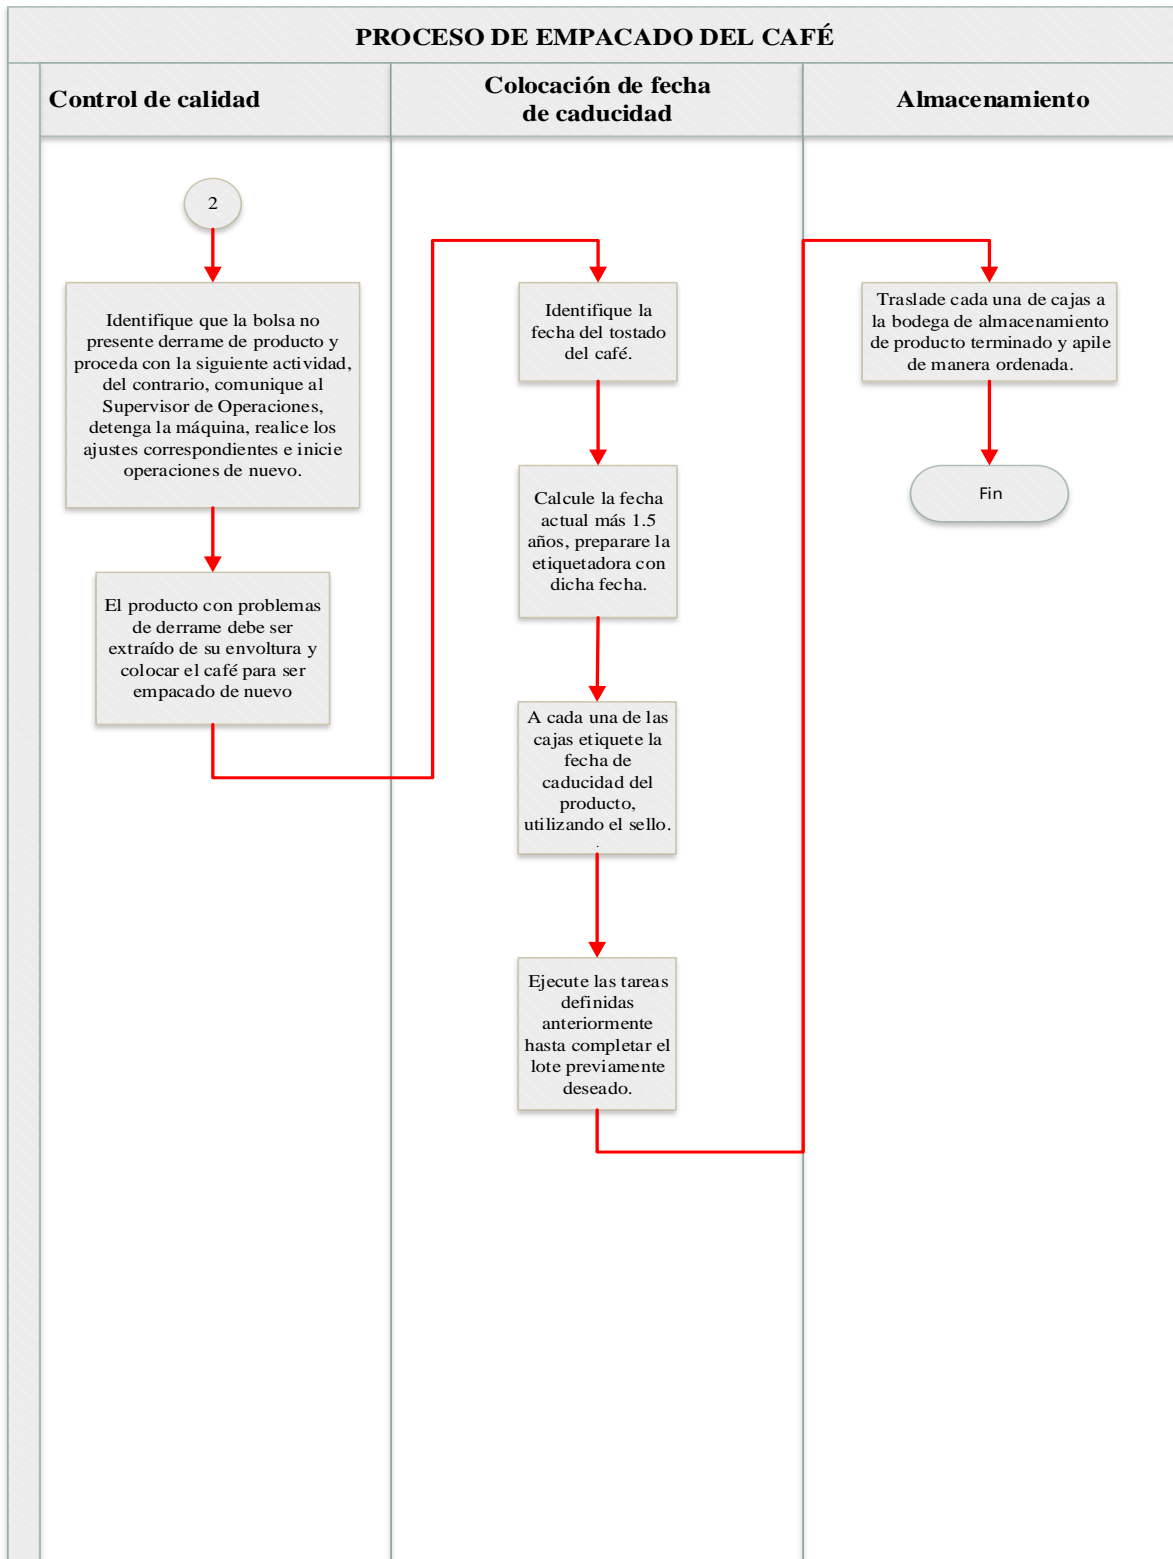 PROCESO DE EMPACADO DEL CAFÉ
Control de calidad
Colocación de fecha
de caducidad
Almacenamiento
2
Identifique que la bolsa no
presente derrame de producto y
proceda con la siguiente actividad,
del contrario, comunique al
Supervisor de Operaciones,
detenga la máquina, realice los
ajustes correspondientes e inicie
operaciones de nuevo.
El producto con problemas
de derrame debe ser
extraído de su envoltura y
colocar el café para ser
empacado de nuevo
Identifique la
fecha del tostado
del café.
Calcule la fecha
actual más 1.5
años, preparare la
etiquetadora con
dicha fecha.
A cada una de las
cajas etiquete la
fecha de
caducidad del
producto,
utilizando el sello.
.
Ejecute las tareas
definidas
anteriormente
hasta completar el
lote previamente
deseado.
Traslade cada una de cajas a
la bodega de almacenamiento
de producto terminado y apile
de manera ordenada.
Fin